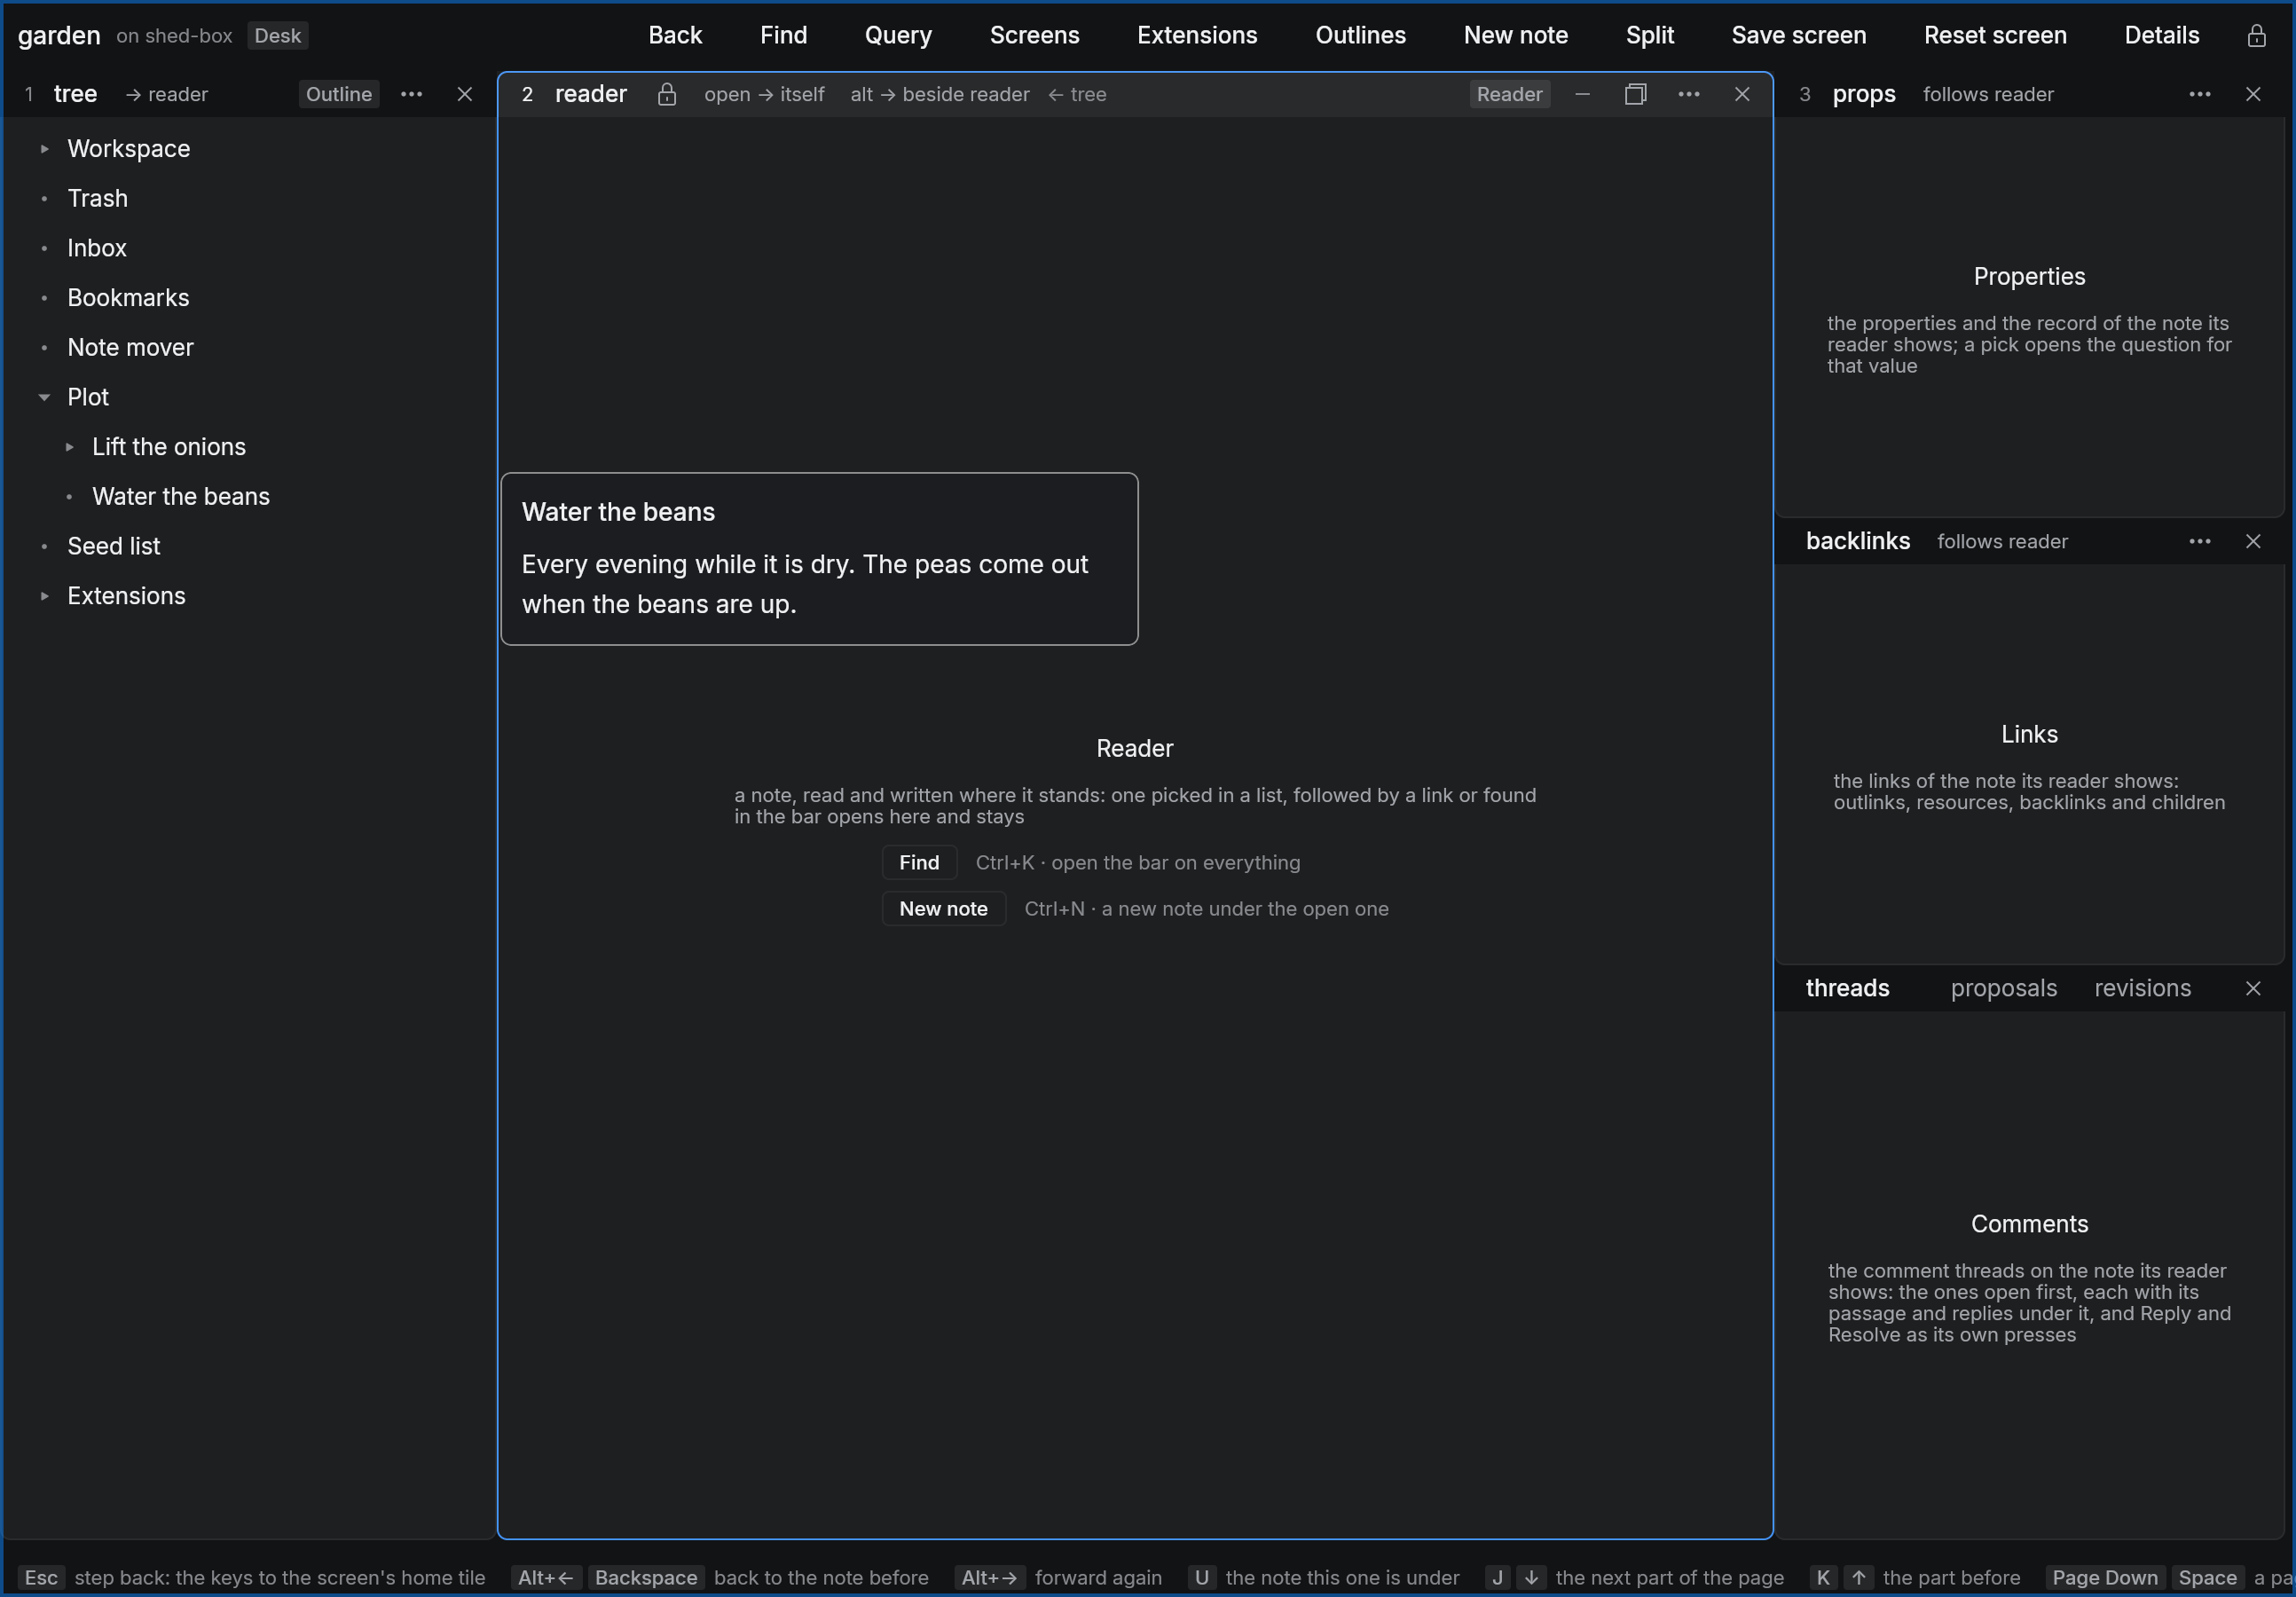 garden on shed-box Desk Back Find Query Screens Extensions Outlines New note Split Save screen Reset screen Details
1 tree → reader Outline ••• ×
2 reader open → itself alt → beside reader ← tree Reader
3 props follows reader
Workspace
Trash
Inbox
Bookmarks
Note mover
Plot
Lift the onions
Water the beans
Seed list
Extensions
Water the beans
Every evening while it is dry. The peas come out
when the beans are up.
Reader
a note, read and written where it stands: one picked in a list, followed by a link or found
in the bar opens here and stays
Find Ctrl+K · open the bar on everything
New note Ctrl+N · a new note under the open one
Properties
the properties and the record of the note its
reader shows; a pick opens the question for
that value
backlinks follows reader
Links
the links of the note its reader shows:
outlinks, resources, backlinks and children
threads proposals revisions
Comments
the comment threads on the note its reader
shows: the ones open first, each with its
passage and replies under it, and Reply and
Resolve as its own presses
Esc step back: the keys to the screen's home tile Alt+← Backspace back to the note before Alt+→ forward again U the note this one is under J ↓ the next part of the page K ↑ the part before Page Down Space a pa